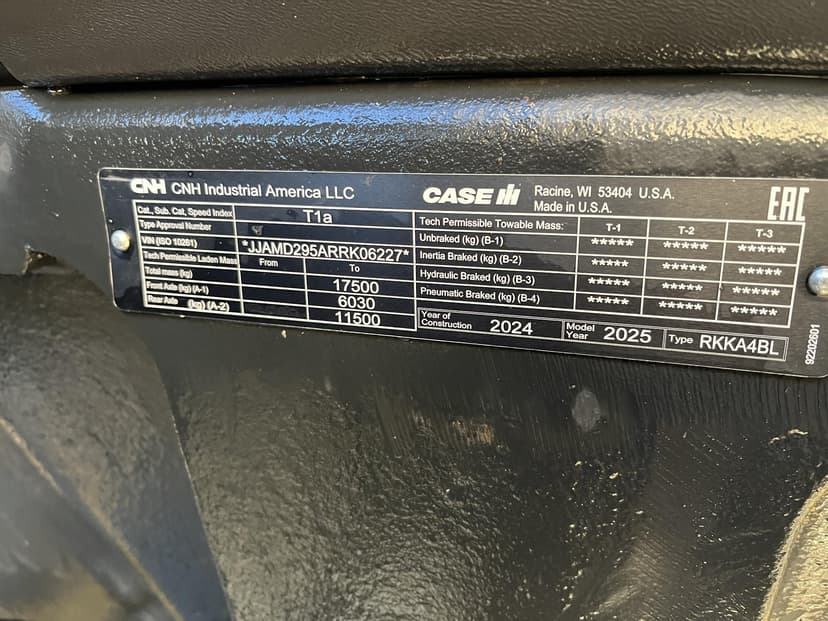 CNH CNH Industrial America LLC
CASE IH Racine, WI 53404 U.S.A.
Made in U.S.A.
EAC
Cat., Sub. Cat, Speed Index T1a
Type Approval Number
VIN (ISO 10261) *JJAMD295ARRK06227*
Tech Permissible Laden Mass From To
Total mass (kg) 17500
Front Axle (kg) (A-1) 6030
Rear Axle (kg) (A-2) 11500
Tech Permissible Towable Mass: T-1 T-2 T-3
Unbraked (kg) (B-1) ***** ***** *****
Inertia Braked (kg) (B-2) ***** ***** *****
Hydraulic Braked (kg) (B-3) ***** ***** *****
Pneumatic Braked (kg) (B-4) ***** ***** *****
Year of Construction 2024 Model Year 2025 Type RKKA4BL
92202601